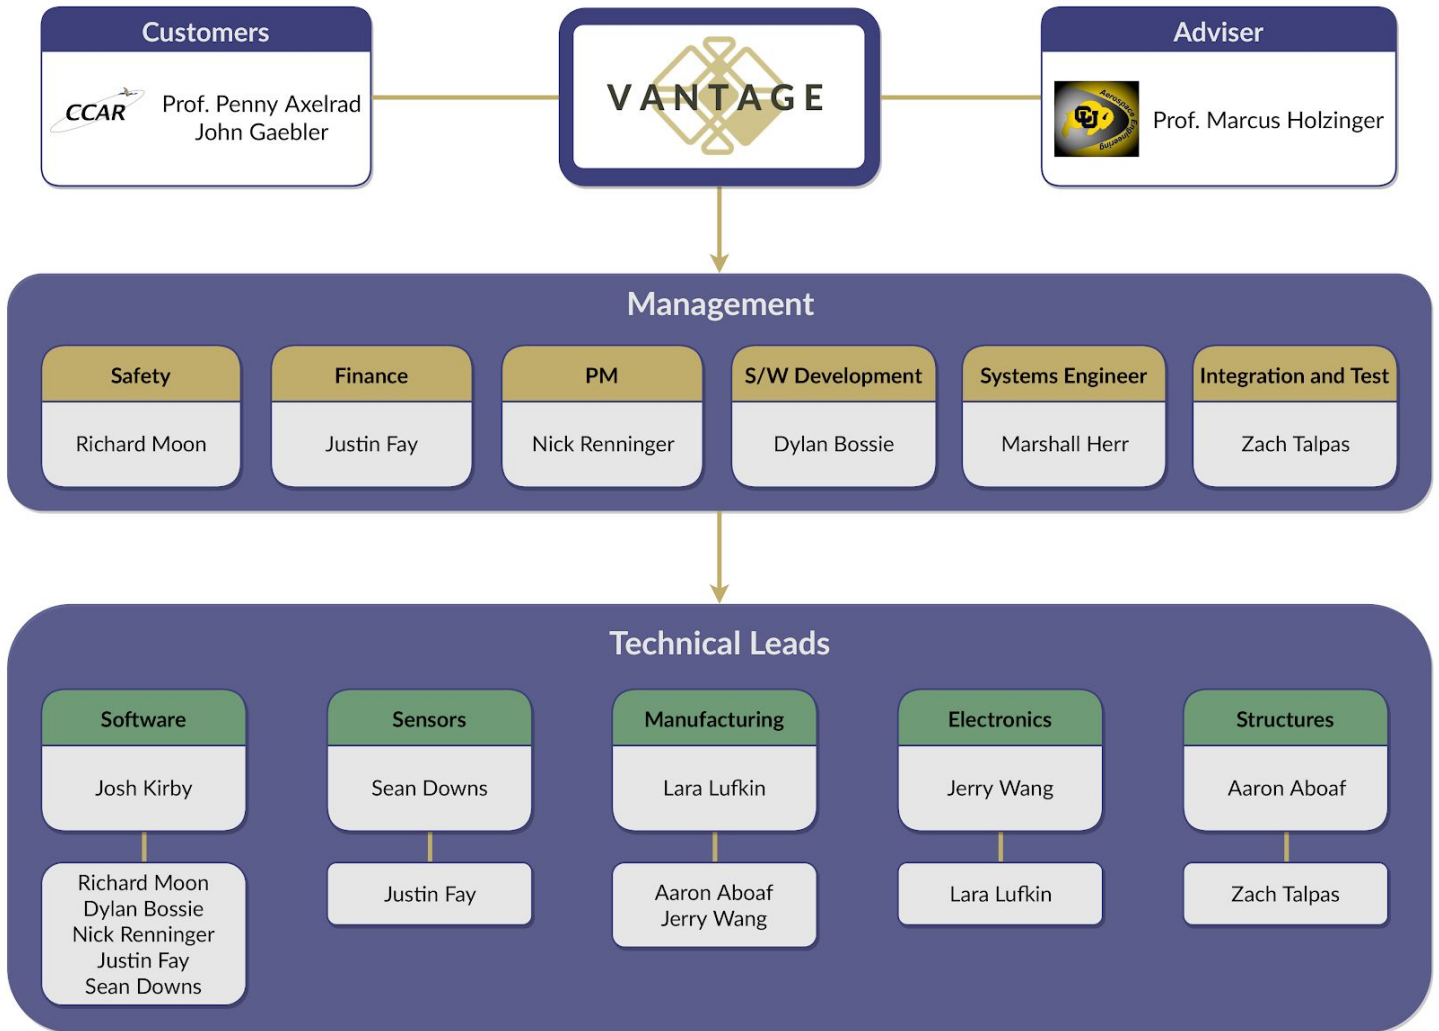 Customers
CCAR
Prof. Penny Axelrad
John Gaebler
VANTAGE
Adviser
Aerospace Engineering
CU
Prof. Marcus Holzinger
Management
Safety
Richard Moon
Finance
Justin Fay
PM
Nick Renninger
S/W Development
Dylan Bossie
Systems Engineer
Marshall Herr
Integration and Test
Zach Talpas
Technical Leads
Software
Josh Kirby
Richard Moon
Dylan Bossie
Nick Renninger
Justin Fay
Sean Downs
Sensors
Sean Downs
Justin Fay
Manufacturing
Lara Lufkin
Aaron Aboaf
Jerry Wang
Electronics
Jerry Wang
Lara Lufkin
Structures
Aaron Aboaf
Zach Talpas